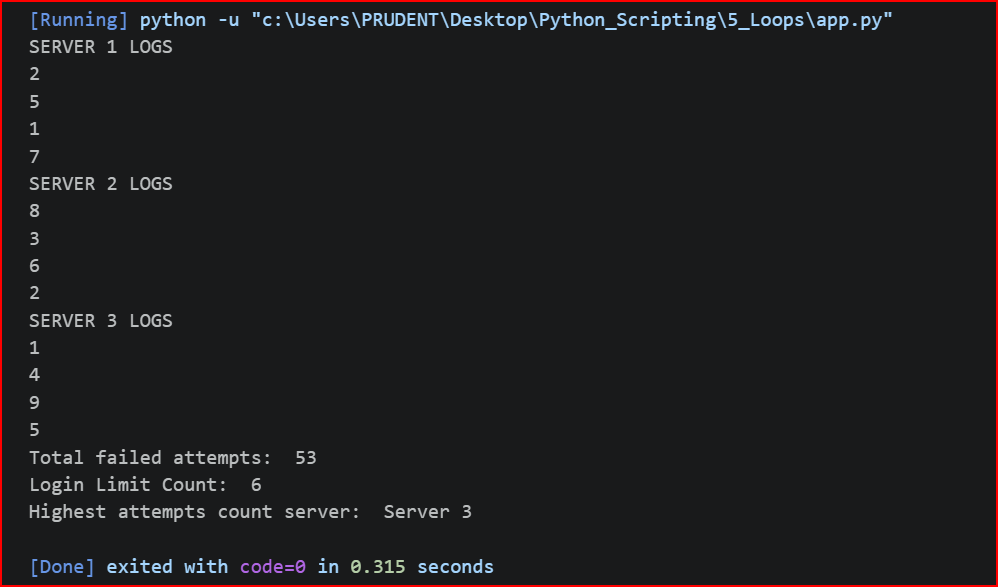 [Running] python -u "c:\Users\PRUDENT\Desktop\Python_Scripting\5_Loops\app.py"
SERVER 1 LOGS
2
5
1
7
SERVER 2 LOGS
8
3
6
2
SERVER 3 LOGS
1
4
9
5
Total failed attempts:  53
Login Limit Count:  6
Highest attempts count server:  Server 3
[Done] exited with code=0 in 0.315 seconds